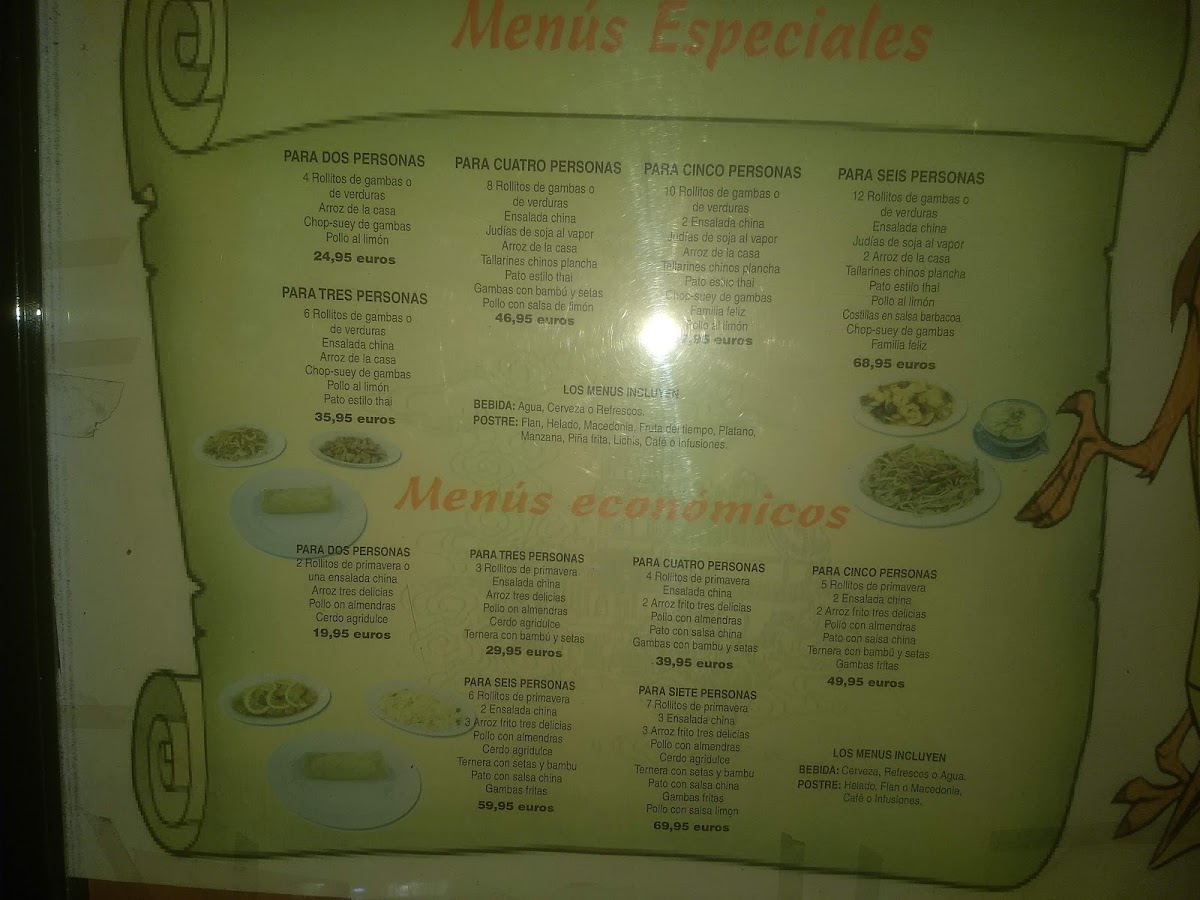 Menús Especiales
PARA DOS PERSONAS
4 Rollitos de gambas o
de verduras
Arroz de la casa
Chop-suey de gambas
Pollo al limón
24,95 euros
PARA TRES PERSONAS
6 Rollitos de gambas o
de verduras
Ensalada china
Arroz de la casa
Chop-suey de gambas
Pollo al limón
Pato estilo thai
35,95 euros
PARA CUATRO PERSONAS
8 Rollitos de gambas o
de verduras
Ensalada china
Judías de soja al vapor
Arroz de la casa
Tallarines chinos plancha
Pato estilo thai
Gambas con bambú y setas
Pollo con salsa de limón
46,95 euros
PARA CINCO PERSONAS
10 Rollitos de gambas o
de verduras
2 Ensalada china
Judías de soja al vapor
Arroz de la casa
Tallarines chinos plancha
Pato estilo thai
Chop-suey de gambas
Familia feliz
Pollo al limón
7,95 euros
PARA SEIS PERSONAS
12 Rollitos de gambas o
de verduras
Ensalada china
Judías de soja al vapor
2 Arroz de la casa
Tallarines chinos plancha
Pato estilo thai
Pollo al limón
Costillas en salsa barbacoa
Chop-suey de gambas
Familia feliz
68,95 euros
LOS MENUS INCLUYEN
BEBIDA: Agua, Cerveza o Refrescos.
POSTRE: Flan, Helado, Macedonia, Fruta del tiempo, Platano,
Manzana, Piña frita, Lichis, Café ó Infusiones.
Menús económicos
PARA DOS PERSONAS
2 Rollitos de primavera o
una ensalada china
Arroz tres delicias
Pollo on almendras
Cerdo agridulce
19,95 euros
PARA TRES PERSONAS
3 Rollitos de primavera
Ensalada china
Arroz tres delicias
Pollo on almendras
Cerdo agridulce
Ternera con bambú y setas
29,95 euros
PARA CUATRO PERSONAS
4 Rollitos de primavera
Ensalada china
2 Arroz frito tres delicias
Pollo con almendras
Pato con salsa china
Gambas con bambu y setas
39,95 euros
PARA CINCO PERSONAS
5 Rollitos de primavera
2 Ensalada china
2 Arroz frito tres delicias
Pollo con almendras
Pato con salsa china
Ternera con bambú y setas
Gambas fritas
49,95 euros
PARA SEIS PERSONAS
6 Rollitos de primavera
2 Ensalada china
3 Arroz frito tres delicias
Pollo con almendras
Cerdo agridulce
Ternera con setas y bambu
Pato con salsa china
Gambas fritas
59,95 euros
PARA SIETE PERSONAS
7 Rollitos de primavera
3 Ensalada china
3 Arroz frito tres delicias
Pollo con almendras
Cerdo agridulce
Ternera con setas y bambu
Pato con salsa china
Gambas fritas
Pollo con salsa limon
69,95 euros
LOS MENUS INCLUYEN
BEBIDA: Cerveza, Refrescos o Agua.
POSTRE: Helado, Flan o Macedonia,
Café o Infusiones.